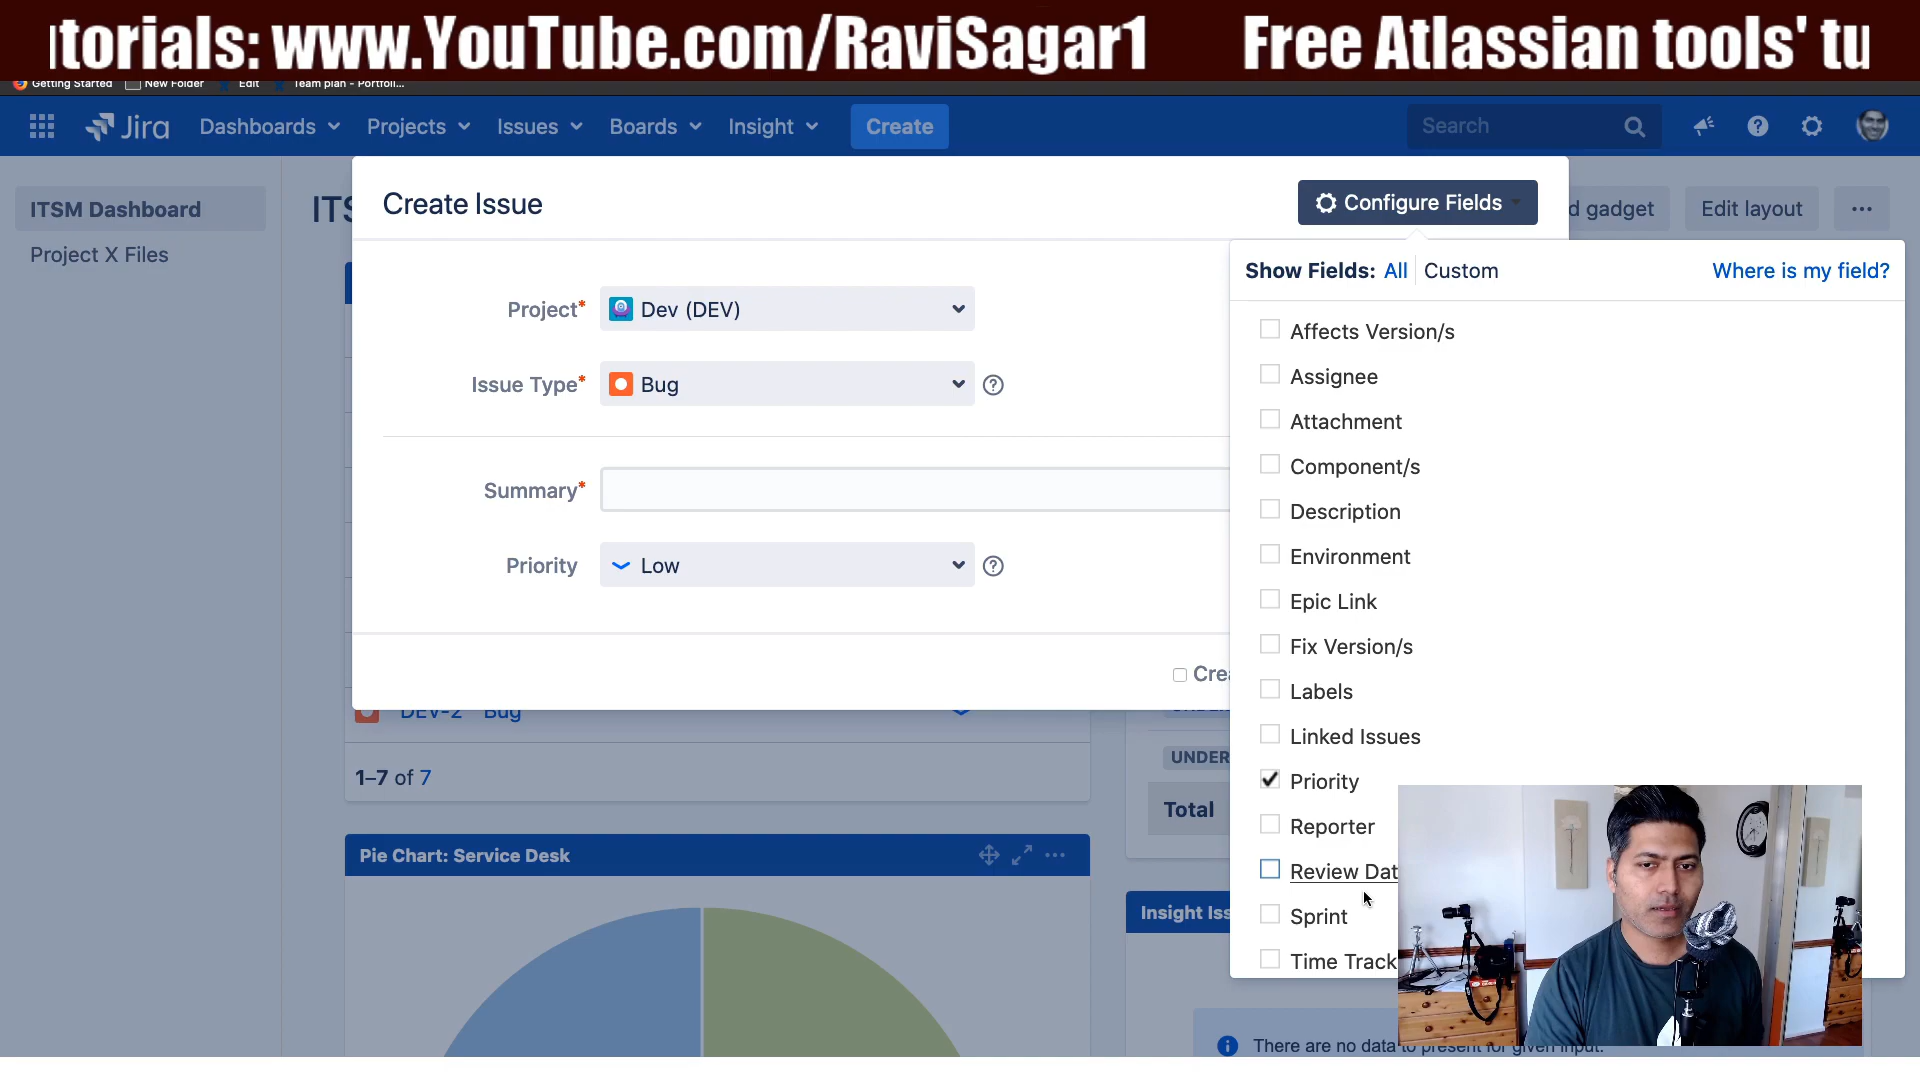 torials: www.YouTube.com/RaviSagar1 Free Atlassian tools' tu
Getting Started New Folder Edit Team plan - Portfoli...
Jira Dashboards Projects Issues Boards Insight Create Search
ITSM Dashboard
Project X Files
ITS
Create Issue
Configure Fields
d gadget
Edit layout
Show Fields: All Custom Where is my field?
Project* Dev (DEV)
Issue Type* Bug
Summary*
Priority Low
Crea
Affects Version/s
Assignee
Attachment
Component/s
Description
Environment
Epic Link
Fix Version/s
Labels
Linked Issues
Priority
Reporter
Review Dat
Sprint
Time Track
DEV-2 Bug
1–7 of 7
UNDER
Total
Pie Chart: Service Desk
Insight Iss
There are no data to present for given input.